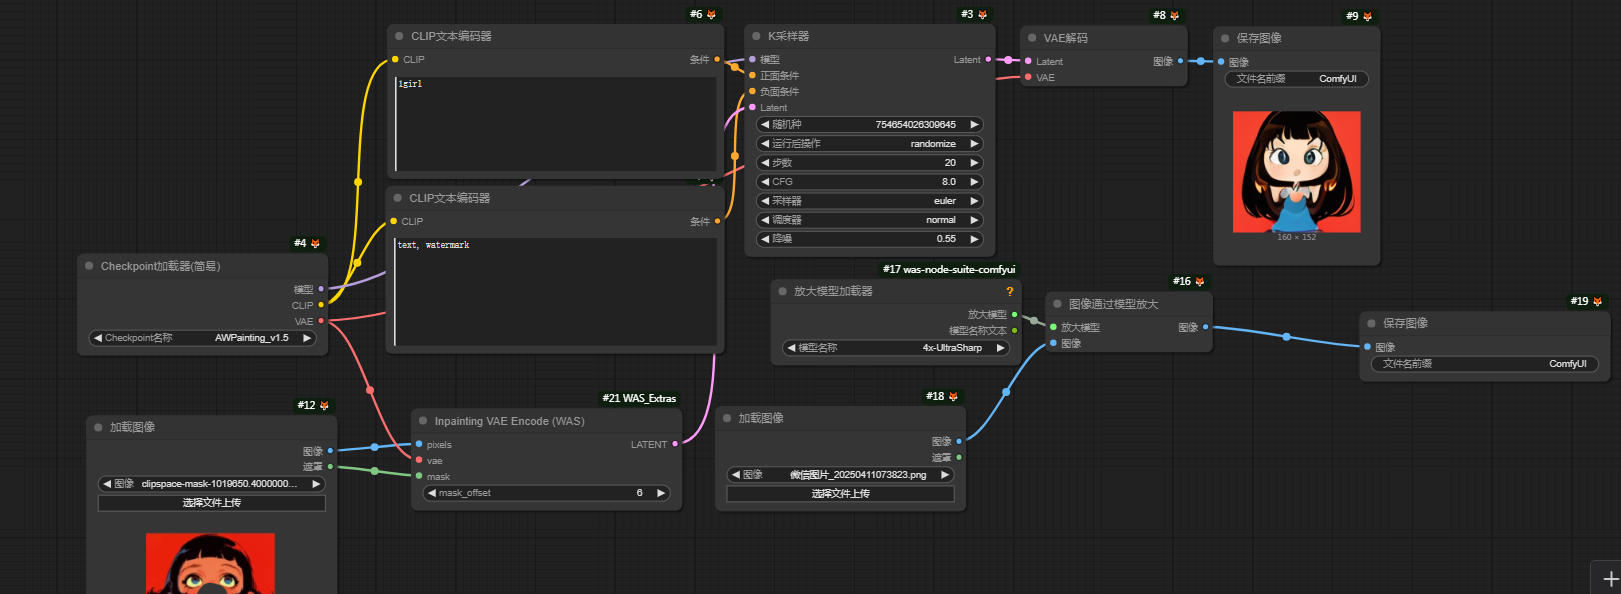 #6
CLIP文本编码器
CLIP
条件
1girl
CLIP文本编码器
CLIP
条件
text, watermark
#3
K采样器
模型
Latent
正面条件
负面条件
Latent
随机种
754654026309645
运行后操作
randomize
步数
20
CFG
8.0
采样器
euler
调度器
normal
降噪
0.55
#8
VAE解码
Latent
图像
VAE
#9
保存图像
图像
文件名前缀
ComfyUI
160 × 152
#4
Checkpoint加载器(简易)
模型
CLIP
VAE
Checkpoint名称
AWPainting_v1.5
#17 was-node-suite-comfyui
放大模型加载器
?
放大模型
模型名称文本
模型名称
4x-UltraSharp
#16
图像通过模型放大
放大模型
图像
图像
#19
保存图像
图像
文件名前缀
ComfyUI
#12
加载图像
图像
遮罩
图像
clipspace-mask-1019650.4000000...
选择文件上传
#21 WAS_Extras
Inpainting VAE Encode (WAS)
pixels
LATENT
vae
mask
mask_offset
6
#18
加载图像
图像
遮罩
图像
微信图片_20250411073823.png
选择文件上传